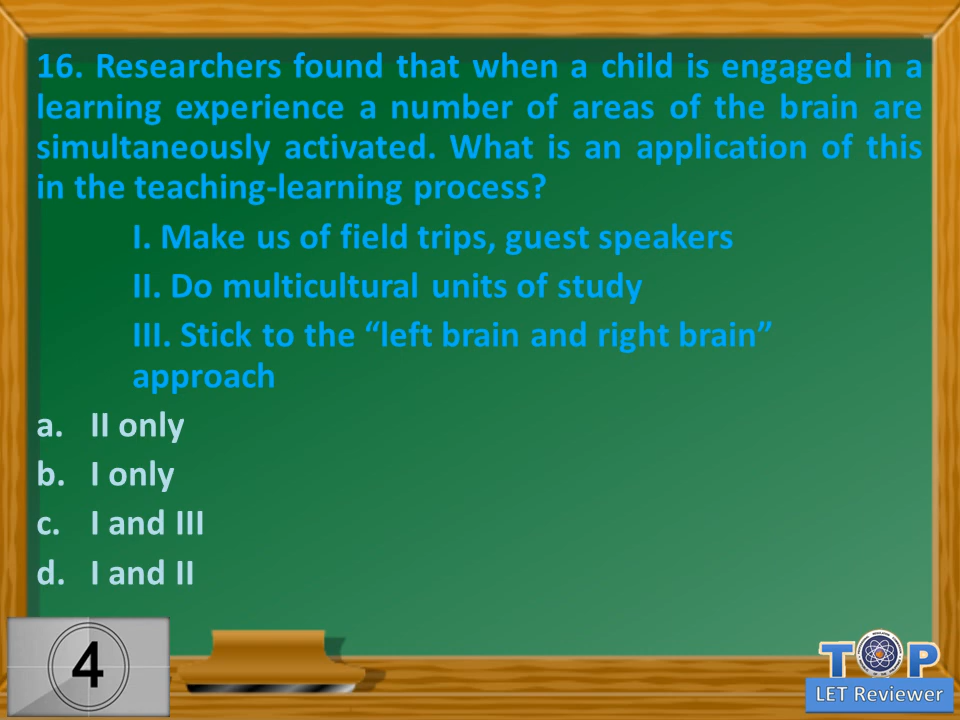 16. Researchers found that when a child is engaged in a
learning experience a number of areas of the brain are
simultaneously activated. What is an application of this
in the teaching-learning process?
I. Make us of field trips, guest speakers
II. Do multicultural units of study
III. Stick to the “left brain and right brain”
approach
a. II only
b. I only
c. I and III
d. I and II
4
TOP
LET Reviewer